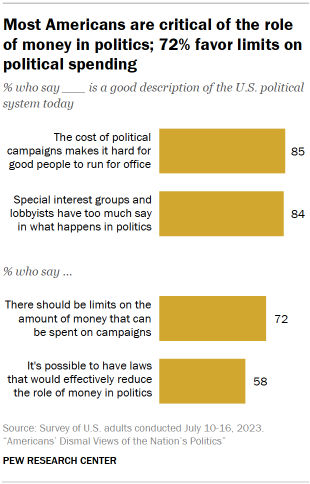 Most Americans are critical of the role
of money in politics; 72% favor limits on
political spending
% who say ___ is a good description of the U.S. political
system today
The cost of political
campaigns makes it hard for
good people to run for office
85
Special interest groups and
lobbyists have too much say
in what happens in politics
84
% who say ...
There should be limits on the
amount of money that can
be spent on campaigns
72
It's possible to have laws
that would effectively reduce
the role of money in politics
58
Source: Survey of U.S. adults conducted July 10-16, 2023.
"Americans' Dismal Views of the Nation's Politics"
PEW RESEARCH CENTER